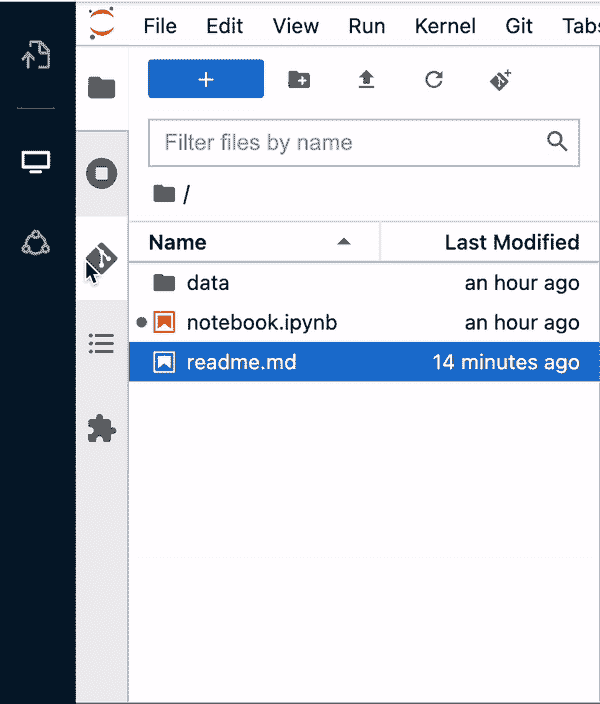 File Edit View Run Kernel Git Tabs
+
Filter files by name
/
Name Last Modified
data an hour ago
notebook.ipynb an hour ago
readme.md 14 minutes ago